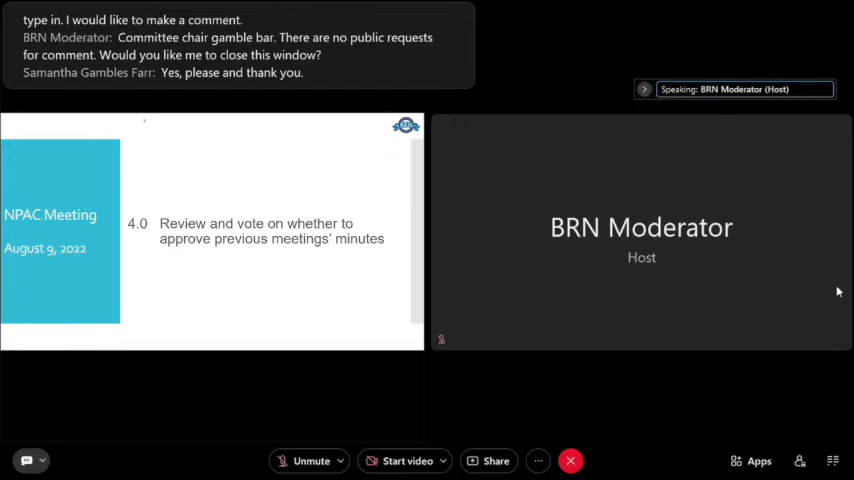 type in. I would like to make a comment.
BRN Moderator: Committee chair gamble bar. There are no public requests
for comment. Would you like me to close this window?
Samantha Gambles Farr: Yes, please and thank you.
Speaking: BRN Moderator (Host)
NPAC Meeting
August 9, 2022
4.0 Review and vote on whether to
approve previous meetings' minutes
BRN Moderator
Host
Unmute
Start video
Share
Apps